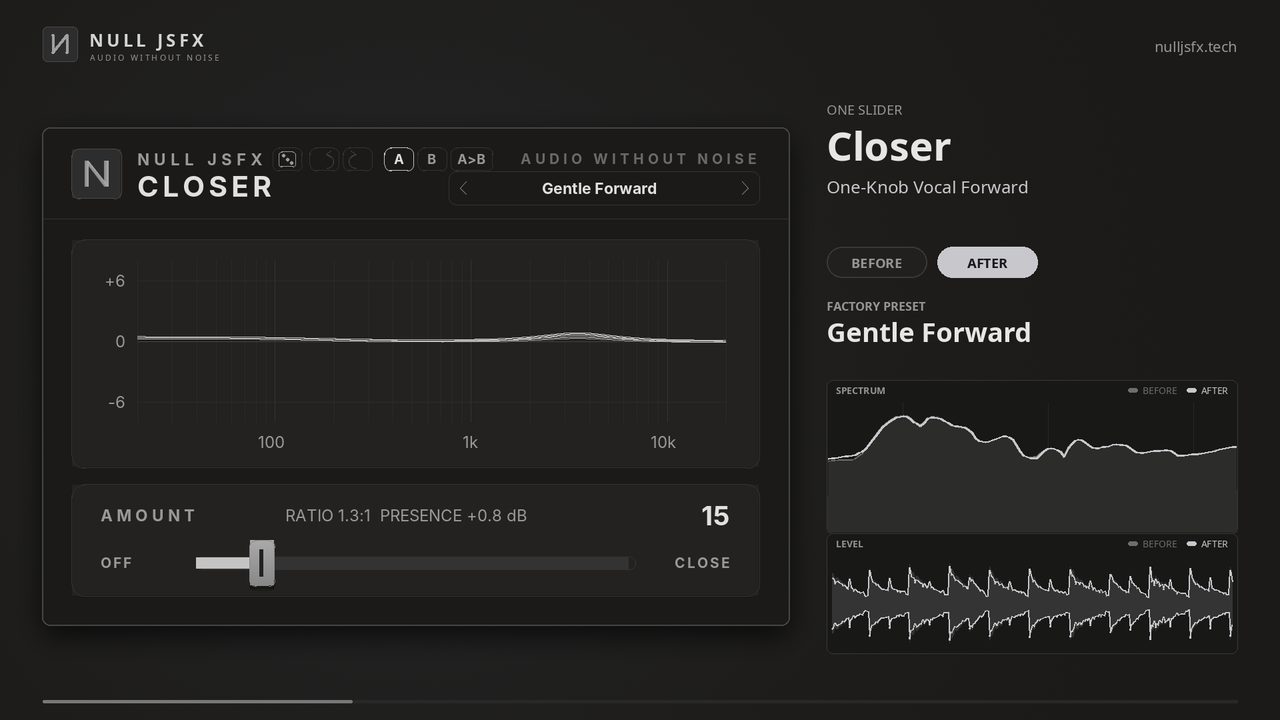 NULL JSFX
AUDIO WITHOUT NOISE
nulljsfx.tech
N
NULL JSFX
A
B
A>B
AUDIO WITHOUT NOISE
CLOSER
Gentle Forward
+6
0
-6
100
1k
10k
AMOUNT
RATIO 1.3:1 PRESENCE +0.8 dB
15
OFF
CLOSE
ONE SLIDER
Closer
One-Knob Vocal Forward
BEFORE
AFTER
FACTORY PRESET
Gentle Forward
SPECTRUM
BEFORE
AFTER
LEVEL
BEFORE
AFTER